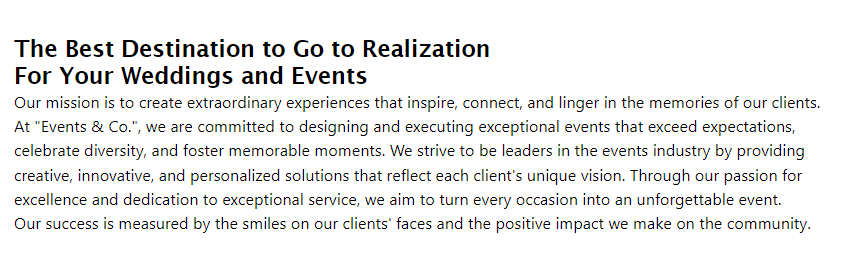 The Best Destination to Go to Realization
For Your Weddings and Events
Our mission is to create extraordinary experiences that inspire, connect, and linger in the memories of our clients.
At "Events & Co.", we are committed to designing and executing exceptional events that exceed expectations,
celebrate diversity, and foster memorable moments. We strive to be leaders in the events industry by providing
creative, innovative, and personalized solutions that reflect each client's unique vision. Through our passion for
excellence and dedication to exceptional service, we aim to turn every occasion into an unforgettable event.
Our success is measured by the smiles on our clients' faces and the positive impact we make on the community.